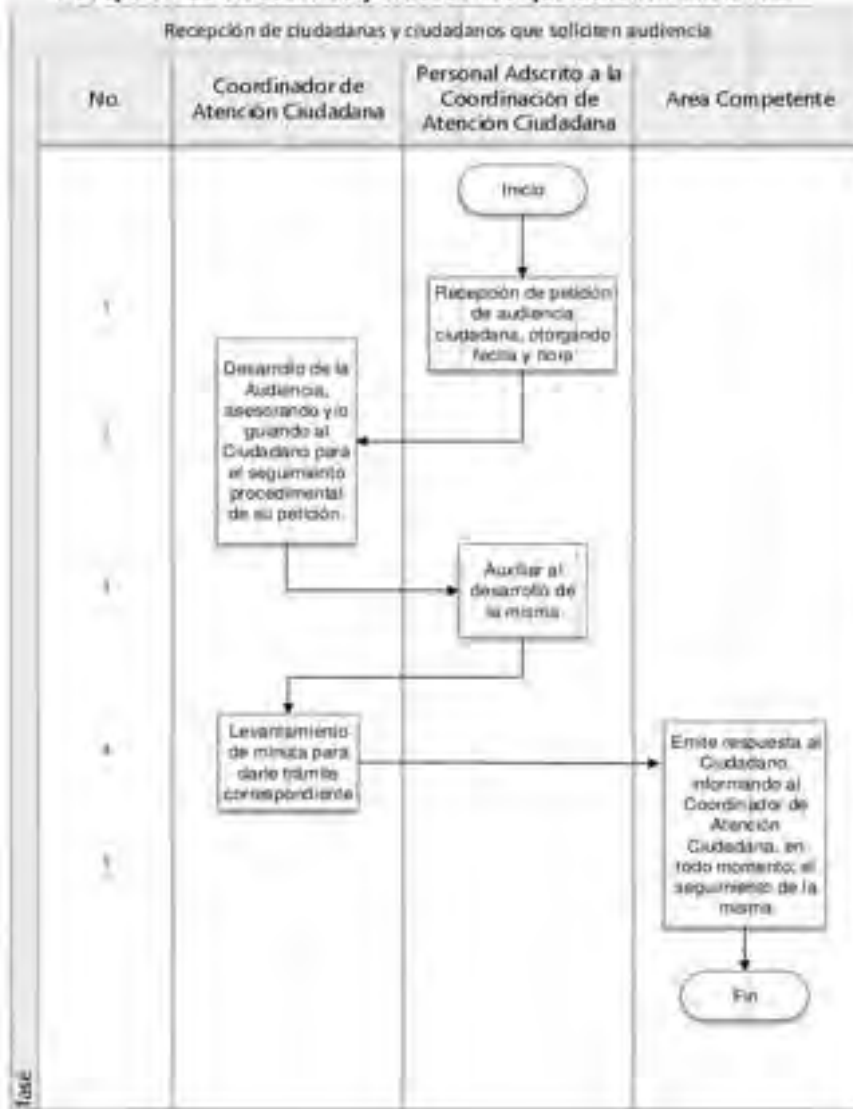 Recepción de ciudadanas y ciudadanos que soliciten audiencia
No.
Coordinador de
Atención Ciudadana
Personal Adscrito a la
Coordinación de
Atención Ciudadana
Area Competente
Inicio
1
Recepción de petición
de audiencia
ciudadana, otorgando
fecha y hora
Desarrollo de la
Audiencia,
asesorando y/o
guiando al
Ciudadano para
el seguimiento
procedimental
de su petición.
Auxiliar al
desarrollo de
la misma
4
Levantamiento
de minuta para
darle trámite
correspondiente
Emite respuesta al
Ciudadano,
informando al
Coordinador de
Atención
Ciudadana, en
todo momento, el
seguimiento de la
misma
Fin
fase